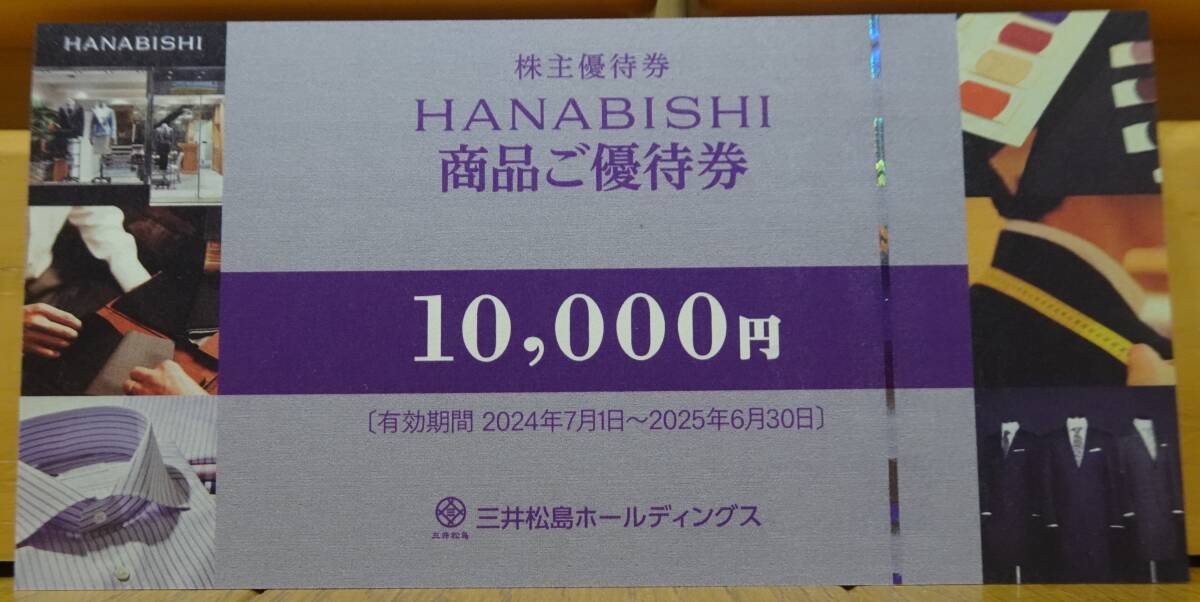 HANABISHI
株主優待券
HANABISHI
商品ご優待券
10,000円
〔有効期間 2024年7月1日～2025年6月30日〕
三井松島ホールディングス
三井松島